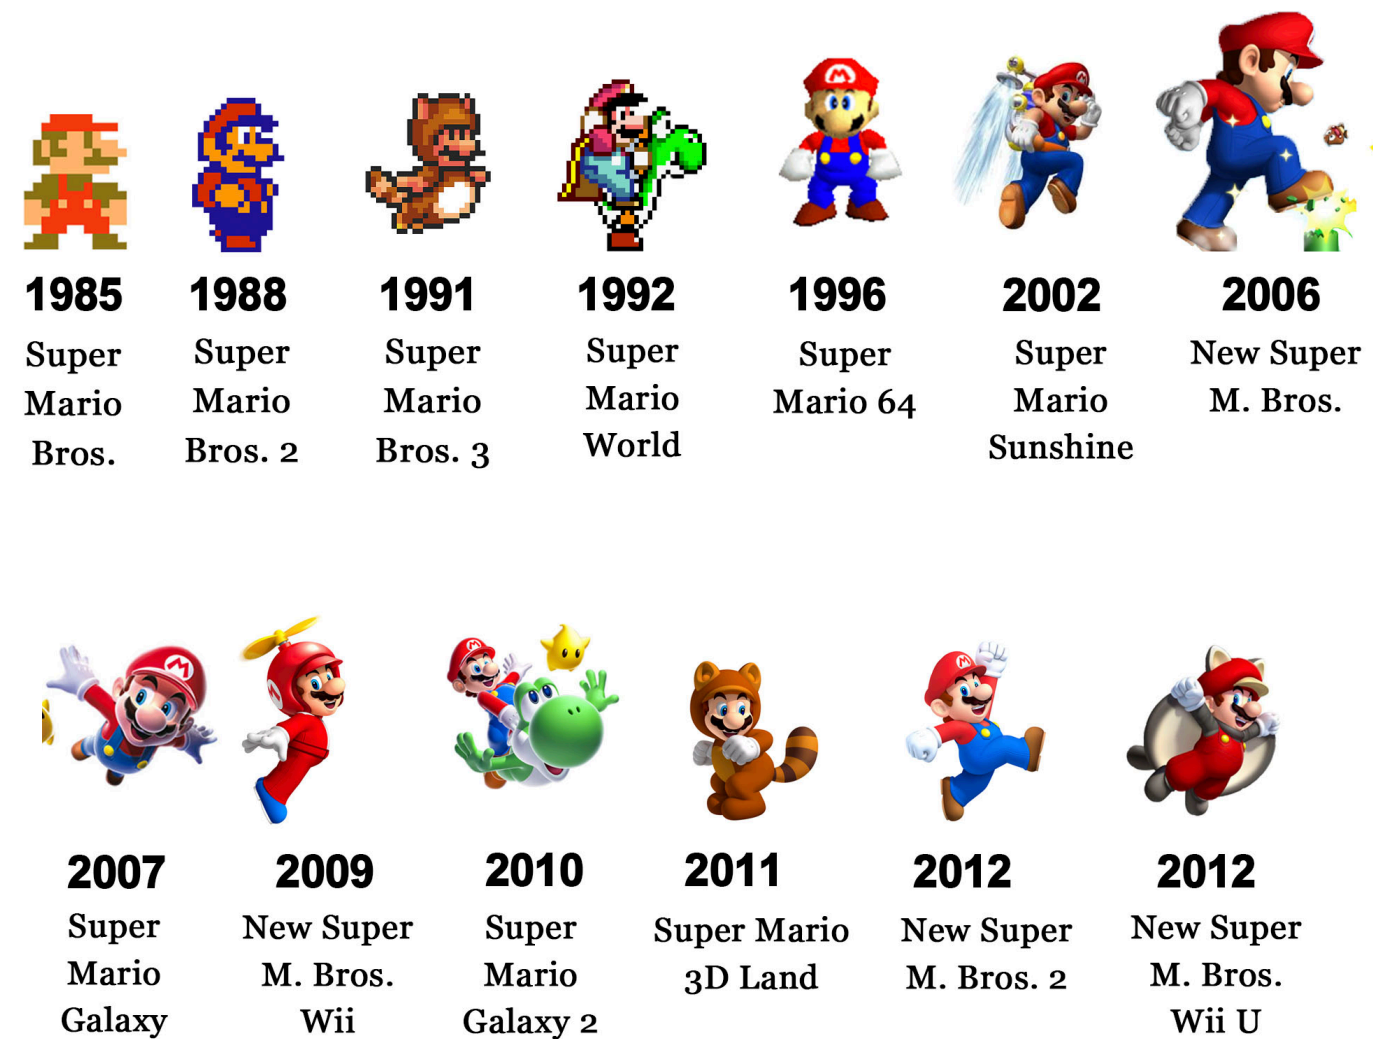 1985
Super
Mario
Bros.
1988
Super
Mario
Bros. 2
1991
Super
Mario
Bros. 3
1992
Super
Mario
World
1996
Super
Mario 64
2002
Super
Mario
Sunshine
2006
New Super
M. Bros.
2007
Super
Mario
Galaxy
2009
New Super
M. Bros.
Wii
2010
Super
Mario
Galaxy 2
2011
Super Mario
3D Land
2012
New Super
M. Bros. 2
2012
New Super
M. Bros.
Wii U